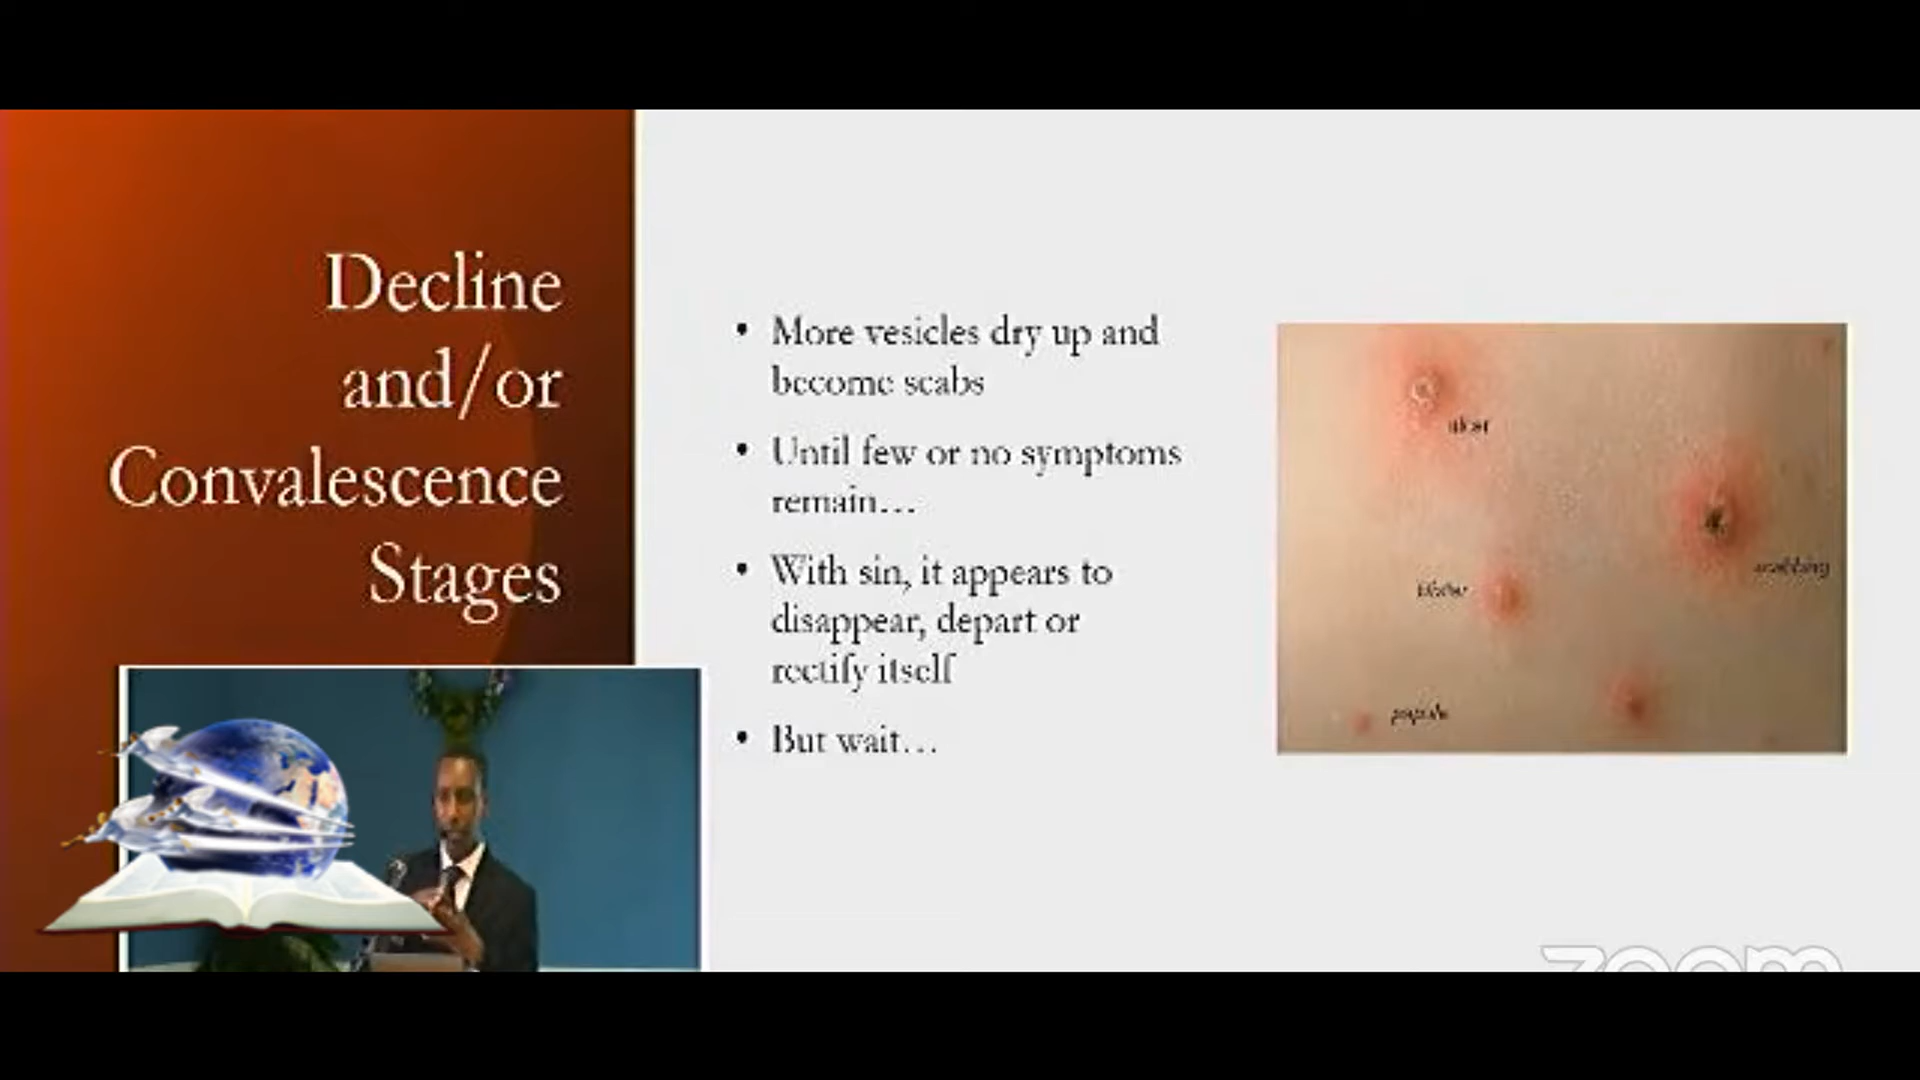 Decline
and/or
Convalescence
Stages
• More vesicles dry up and
become scabs
• Until few or no symptoms
remain…
• With sin, it appears to
disappear, depart or
rectify itself
• But wait…
ulcer
scabbing
blister
papule
zoom